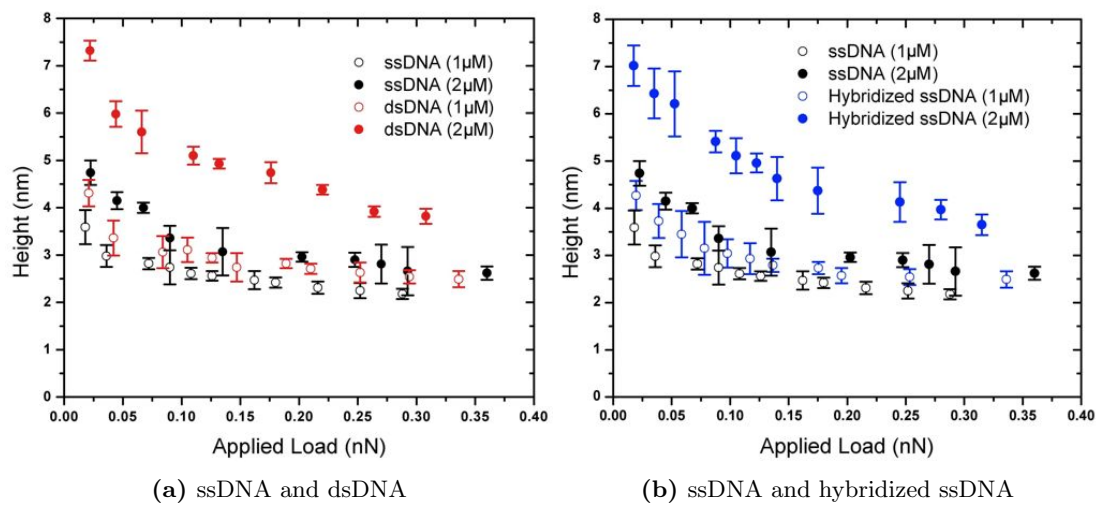 8
7
6
5
4
3
2
1
0
Height (nm)
ssDNA (1µM)
ssDNA (2µM)
dsDNA (1µM)
dsDNA (2µM)
0.00 0.05 0.10 0.15 0.20 0.25 0.30 0.35 0.40
Applied Load (nN)
(a) ssDNA and dsDNA
8
7
6
5
4
3
2
1
0
Height (nm)
ssDNA (1µM)
ssDNA (2µM)
Hybridized ssDNA (1µM)
Hybridized ssDNA (2µM)
0.00 0.05 0.10 0.15 0.20 0.25 0.30 0.35 0.40
Applied Load (nN)
(b) ssDNA and hybridized ssDNA